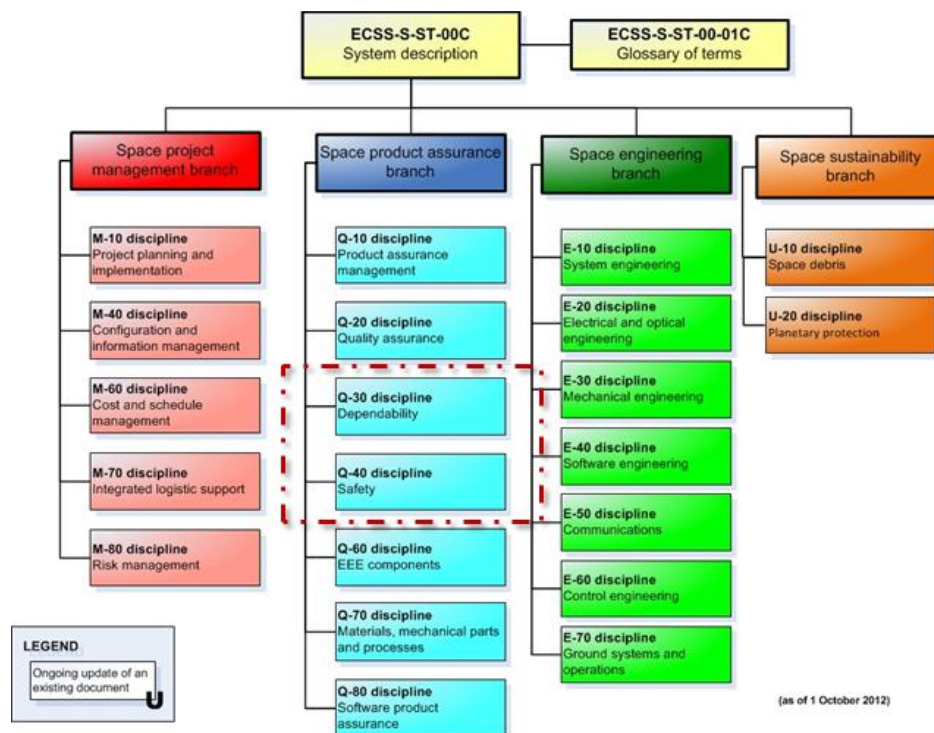 ECSS-S-ST-00C
System description
ECSS-S-ST-00-01C
Glossary of terms
Space project
management branch
Space product assurance
branch
Space engineering
branch
Space sustainability
branch
M-10 discipline
Project planning and
implementation
M-40 discipline
Configuration and
information management
M-60 discipline
Cost and schedule
management
M-70 discipline
Integrated logistic support
M-80 discipline
Risk management
Q-10 discipline
Product assurance
management
Q-20 discipline
Quality assurance
Q-30 discipline
Dependability
Q-40 discipline
Safety
Q-60 discipline
EEE components
Q-70 discipline
Materials, mechanical parts
and processes
Q-80 discipline
Software product
assurance
E-10 discipline
System engineering
E-20 discipline
Electrical and optical
engineering
E-30 discipline
Mechanical engineering
E-40 discipline
Software engineering
E-50 discipline
Communications
E-60 discipline
Control engineering
E-70 discipline
Ground systems and
operations
U-10 discipline
Space debris
U-20 discipline
Planetary protection
LEGEND
Ongoing update of an
existing document
U
(as of 1 October 2012)